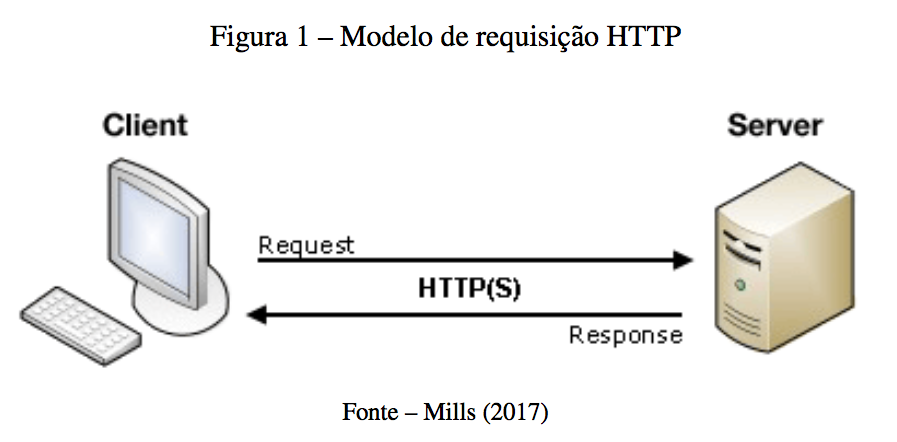 Figura 1 – Modelo de requisição HTTP
Client
Server
Request
HTTP(S)
Response
Fonte – Mills (2017)